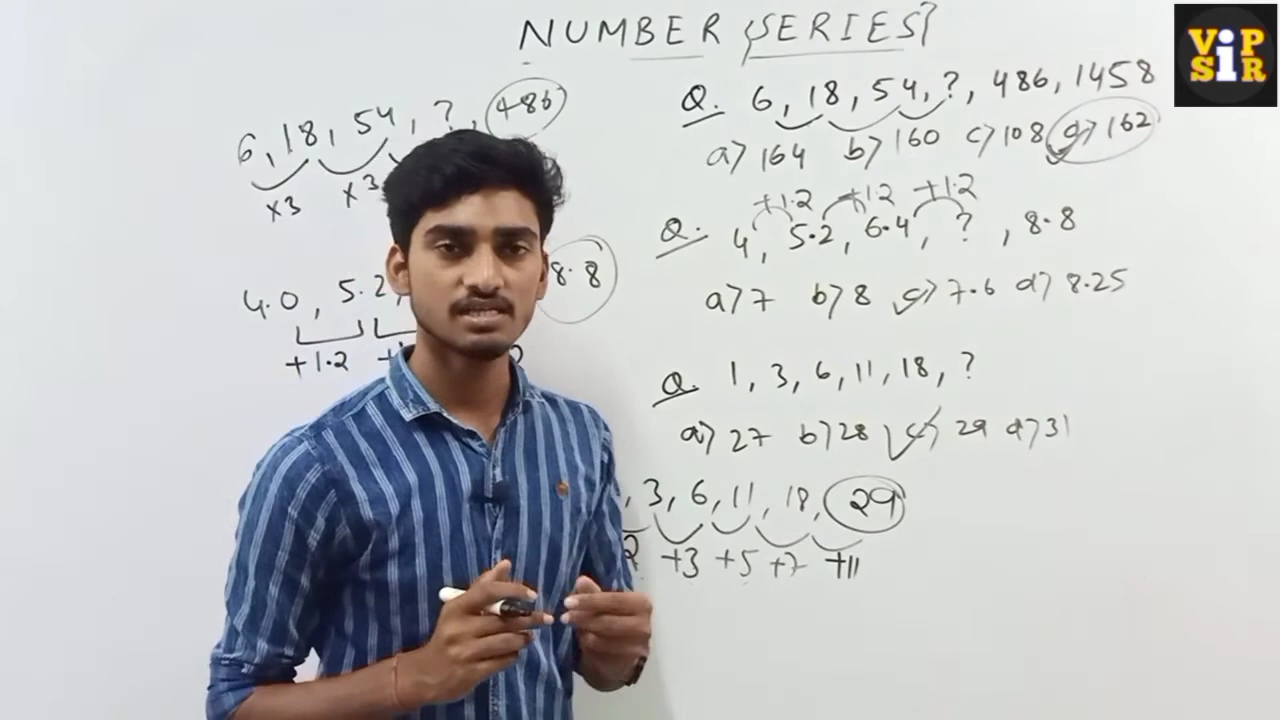 NUMBER SERIES
ViP
SiR
6, 18, 54, ?, 486
×3 ×3
4.0, 5.2, 8.8
+1.2
Q. 6, 18, 54, ?, 486, 1458
a) 164 b) 160 c) 108 d) 162
+1.2 +1.2 +1.2
Q. 4, 5.2, 6.4, ?, 8.8
a) 7 b) 8 c) 7.6 d) 8.25
Q. 1, 3, 6, 11, 18, ?
a) 27 b) 28 c) 29 d) 31
, 3, 6, 11, 18, 29
2 +3 +5 +7 +11